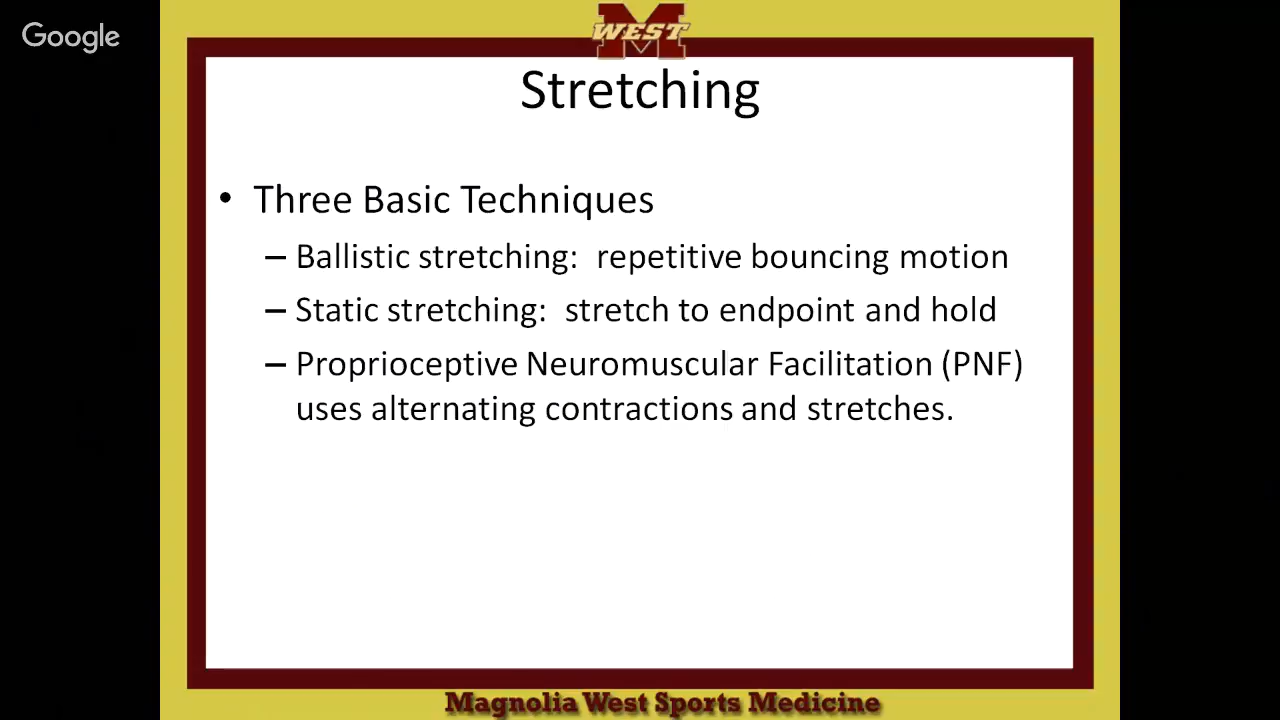 Google
M
WEST
Stretching
• Three Basic Techniques
– Ballistic stretching:  repetitive bouncing motion
– Static stretching:  stretch to endpoint and hold
– Proprioceptive Neuromuscular Facilitation (PNF)
uses alternating contractions and stretches.
Magnolia West Sports Medicine